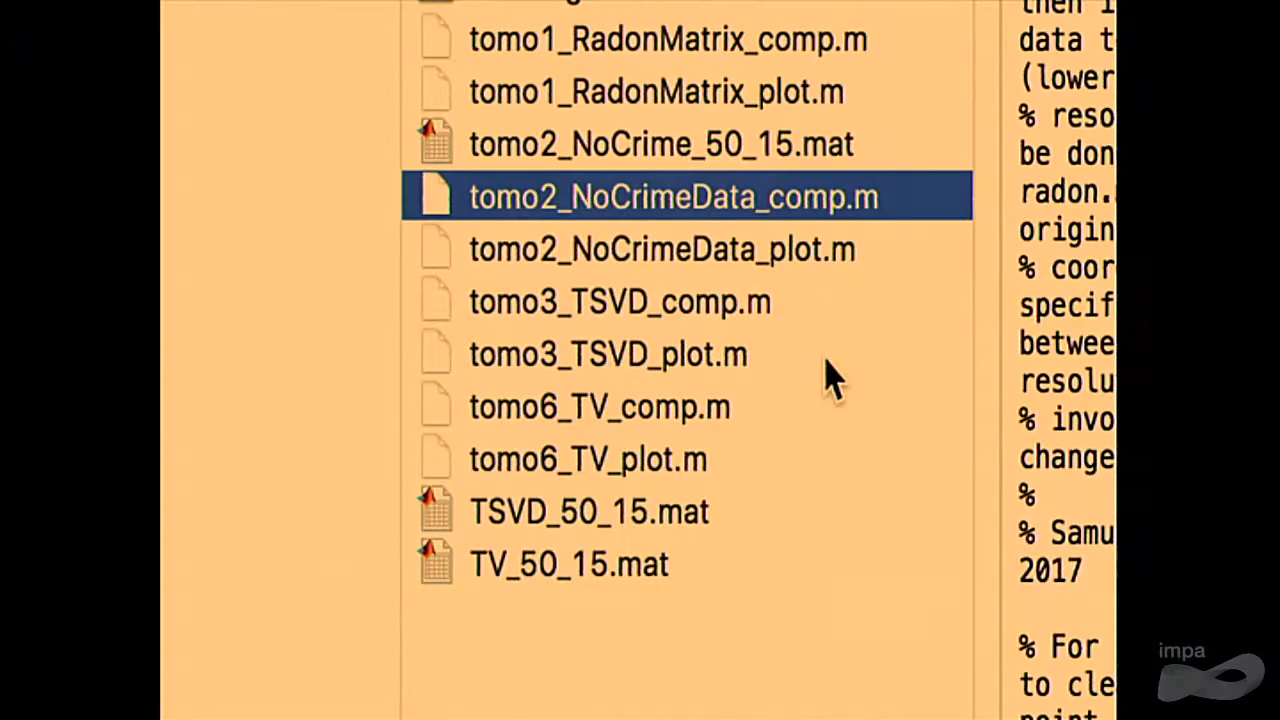 tomo1_RadonMatrix_comp.m
tomo1_RadonMatrix_plot.m
tomo2_NoCrime_50_15.mat
tomo2_NoCrimeData_comp.m
tomo2_NoCrimeData_plot.m
tomo3_TSVD_comp.m
tomo3_TSVD_plot.m
tomo6_TV_comp.m
tomo6_TV_plot.m
TSVD_50_15.mat
TV_50_15.mat
data t
(lower
% reso
be don
radon.
origin
% coor
specif
betwee
resolu
% invo
change
%
% Samu
2017
% For
to cle
impa